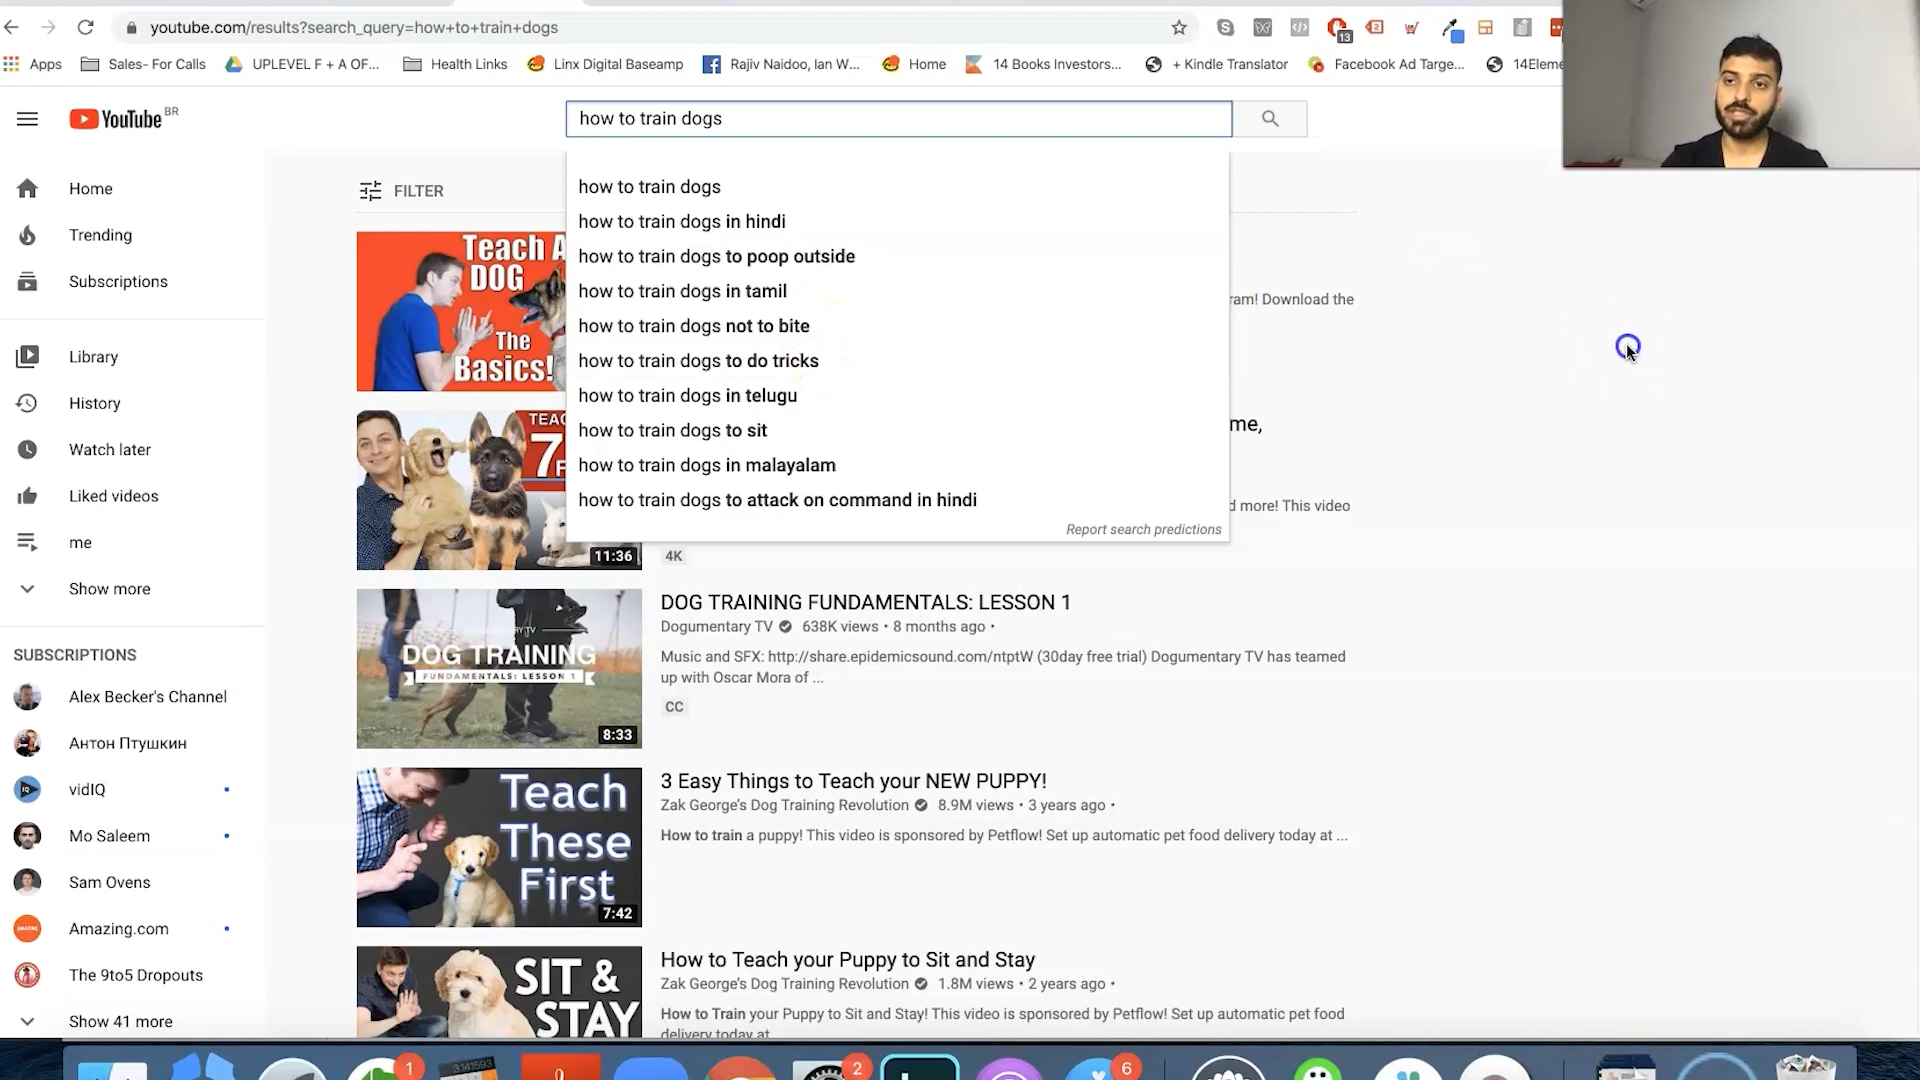 youtube.com/results?search_query=how+to+train+dogs
13
Apps
Sales- For Calls
UPLEVEL F + A OF...
Health Links
Linx Digital Baseamp
Rajiv Naidoo, Ian W...
Home
14 Books Investors...
+ Kindle Translator
Facebook Ad Targe...
14Eleme
YouTube BR
how to train dogs
Home
Trending
Subscriptions
Library
History
Watch later
Liked videos
me
Show more
SUBSCRIPTIONS
Alex Becker's Channel
Антон Птушкин
vidIQ
Mo Saleem
Sam Ovens
Amazing.com
The 9to5 Dropouts
Show 41 more
FILTER
how to train dogs
how to train dogs in hindi
how to train dogs to poop outside
how to train dogs in tamil
how to train dogs not to bite
how to train dogs to do tricks
how to train dogs in telugu
how to train dogs to sit
how to train dogs in malayalam
how to train dogs to attack on command in hindi
Report search predictions
Teach A
DOG
The
Basics!
ram! Download the
TEAC
7
F
11:36
me,
d more! This video
4K
DOG TRAINING
FUNDAMENTALS: LESSON 1
8:33
DOG TRAINING FUNDAMENTALS: LESSON 1
Dogumentary TV 638K views • 8 months ago •
Music and SFX: http://share.epidemicsound.com/ntptW (30day free trial) Dogumentary TV has teamed
up with Oscar Mora of ...
CC
Teach
These
First
7:42
3 Easy Things to Teach your NEW PUPPY!
Zak George's Dog Training Revolution 8.9M views • 3 years ago •
How to train a puppy! This video is sponsored by Petflow! Set up automatic pet food delivery today at ...
SIT &
STAY
How to Teach your Puppy to Sit and Stay
Zak George's Dog Training Revolution 1.8M views • 2 years ago •
How to Train your Puppy to Sit and Stay! This video is sponsored by Petflow! Set up automatic pet food
delivery today at
1
3.141593
2
6